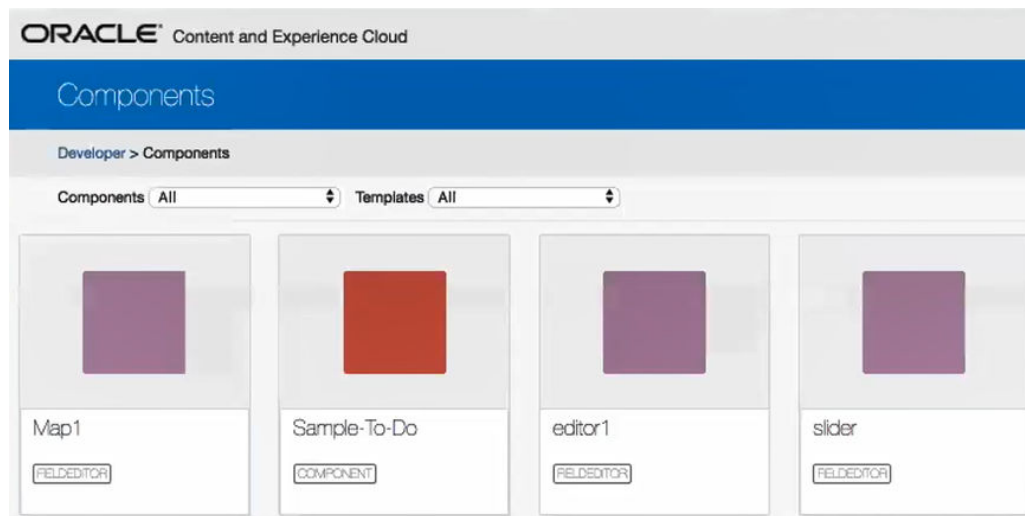 ORACLE® Content and Experience Cloud
Components
Developer > Components
Components All Templates All
Map1 Sample-To-Do editor1 slider
FIELDEDITOR COMPONENT FIELDEDITOR FIELDEDITOR